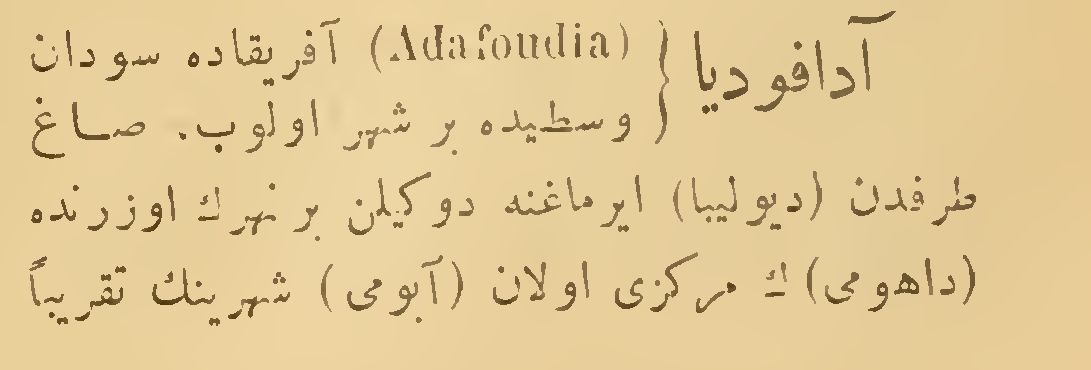 آدافوديا { (Adafoudia) آفريقاده سودان
وسطيده بر شهر اولوب. صاغ
طرفدن (ديوليبا) ايرماغنه دوكيلن بر نهرك اوزرنده
(داهومى) ك مركزى اولان (آبومى) شهرينك تقريباً